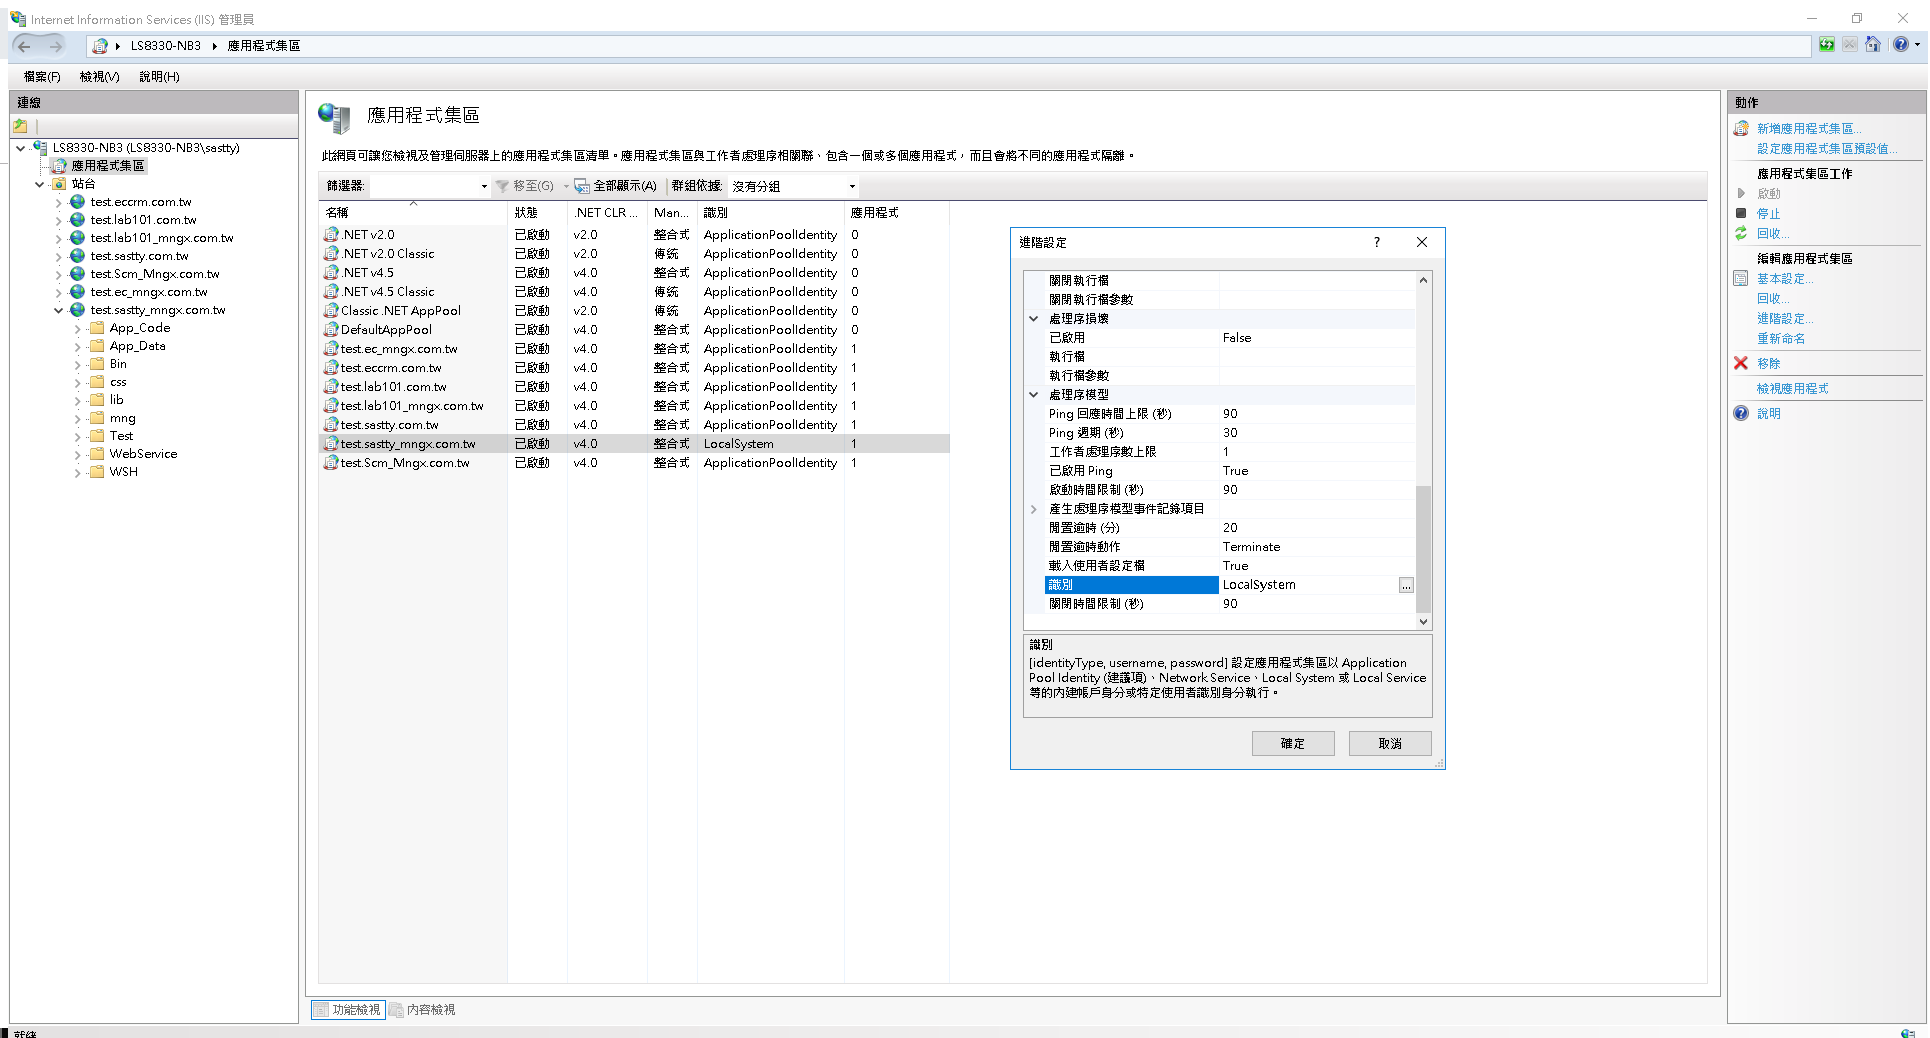 Internet Information Services (IIS) 管理員
LS8330-NB3
應用程式集區
檔案(F) 檢視(V) 說明(H)
連線
LS8330-NB3 (LS8330-NB3\sastty)
應用程式集區
站台
test.eccrm.com.tw
test.lab101.com.tw
test.lab101_mngx.com.tw
test.sastty.com.tw
test.Scm_Mngx.com.tw
test.ec_mngx.com.tw
test.sastty_mngx.com.tw
App_Code
App_Data
Bin
css
lib
mng
Test
WebService
WSH
應用程式集區
此網頁可讓您檢視及管理伺服器上的應用程式集區清單。應用程式集區與工作者處理序相關聯、包含一個或多個應用程式，而且會將不同的應用程式隔離。
篩選器: 移至(G) 全部顯示(A) 群組依據: 沒有分組
名稱 狀態 .NET CLR ... Man... 識別 應用程式
.NET v2.0 已啟動 v2.0 整合式 ApplicationPoolIdentity 0
.NET v2.0 Classic 已啟動 v2.0 傳統 ApplicationPoolIdentity 0
.NET v4.5 已啟動 v4.0 整合式 ApplicationPoolIdentity 0
.NET v4.5 Classic 已啟動 v4.0 傳統 ApplicationPoolIdentity 0
Classic .NET AppPool 已啟動 v2.0 傳統 ApplicationPoolIdentity 0
DefaultAppPool 已啟動 v4.0 整合式 ApplicationPoolIdentity 0
test.ec_mngx.com.tw 已啟動 v4.0 整合式 ApplicationPoolIdentity 1
test.eccrm.com.tw 已啟動 v4.0 整合式 ApplicationPoolIdentity 1
test.lab101.com.tw 已啟動 v4.0 整合式 ApplicationPoolIdentity 1
test.lab101_mngx.com.tw 已啟動 v4.0 整合式 ApplicationPoolIdentity 1
test.sastty.com.tw 已啟動 v4.0 整合式 ApplicationPoolIdentity 1
test.sastty_mngx.com.tw 已啟動 v4.0 整合式 LocalSystem 1
test.Scm_Mngx.com.tw 已啟動 v4.0 整合式 ApplicationPoolIdentity 1
功能檢視 內容檢視
進階設定 ?
關閉執行檔
關閉執行檔參數
處理序損壞
已啟用 False
執行檔
執行檔參數
處理序模型
Ping 回應時間上限 (秒) 90
Ping 週期 (秒) 30
工作者處理序數上限 1
已啟用 Ping True
啟動時間限制 (秒) 90
產生處理序模型事件記錄項目
閒置逾時 (分) 20
閒置逾時動作 Terminate
載入使用者設定檔 True
識別 LocalSystem ...
關閉時間限制 (秒) 90
識別
[identityType, username, password] 設定應用程式集區以 Application
Pool Identity (建議項)、Network Service、Local System 或 Local Service
等的內建帳戶身分或特定使用者識別身分執行。
確定 取消
動作
新增應用程式集區...
設定應用程式集區預設值...
應用程式集區工作
啟動
停止
回收...
編輯應用程式集區
基本設定...
回收...
進階設定...
重新命名
移除
檢視應用程式
說明
就緒